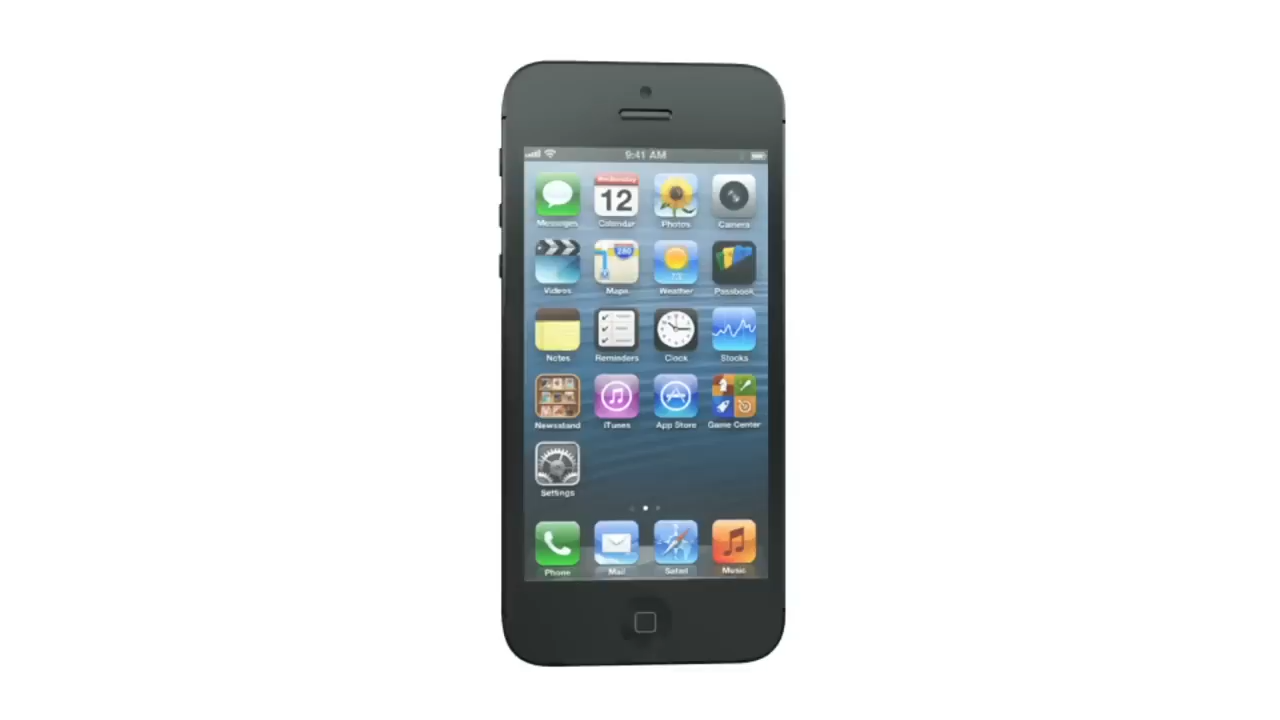 9:41 AM
Wednesday
12
280
Messages Calendar Photos Camera
Videos Maps Weather Passbook
Notes Reminders Clock Stocks
Newsstand iTunes App Store Game Center
Settings
Phone Mail Safari Music